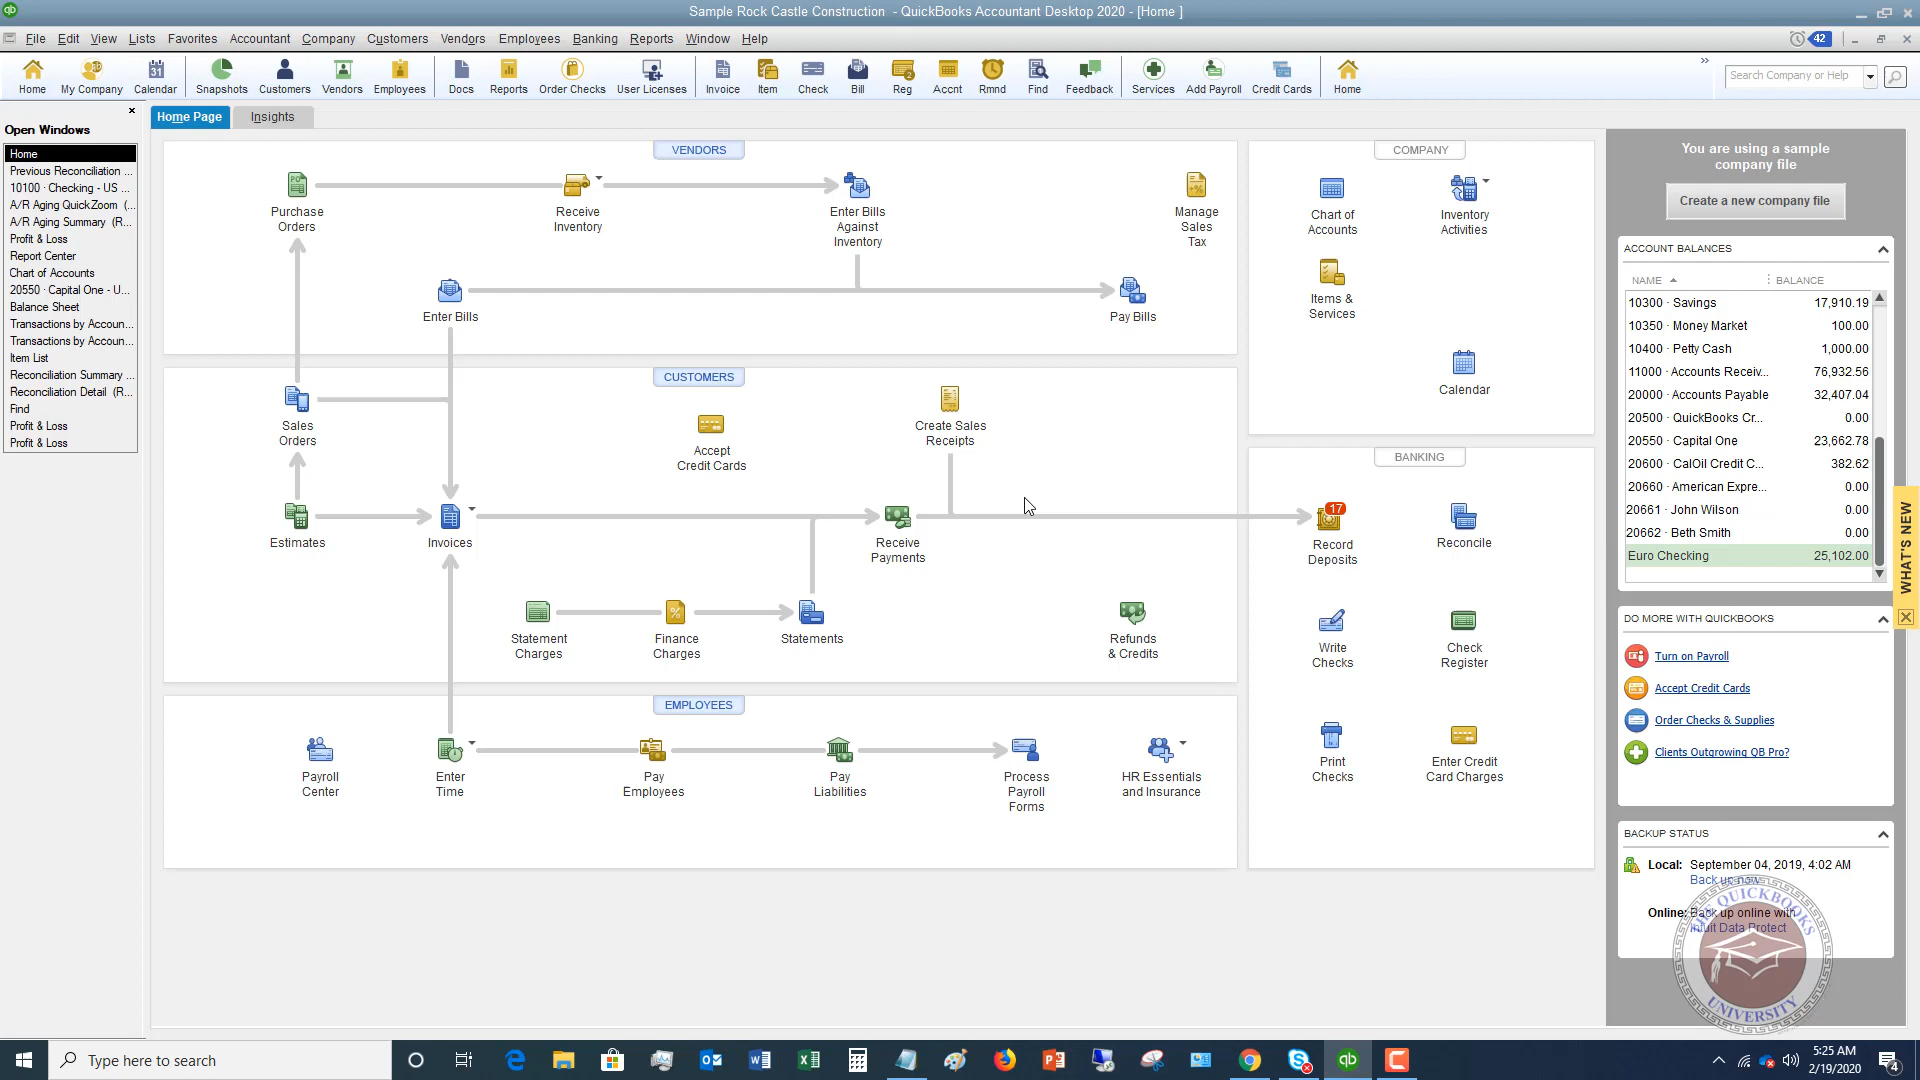 Sample Rock Castle Construction - QuickBooks Accountant Desktop 2020 - [Home ]
File Edit View Lists Favorites Accountant Company Customers Vendors Employees Banking Reports Window Help
42
Home My Company Calendar Snapshots Customers Vendors Employees Docs Reports Order Checks User Licenses Invoice Item Check Bill Reg Accnt Rmnd Find Feedback Services Add Payroll Credit Cards Home
Search Company or Help
Home Page Insights
Open Windows
Home
Previous Reconciliation ...
10100 · Checking - US ...
A/R Aging QuickZoom (...
A/R Aging Summary (R...
Profit & Loss
Report Center
Chart of Accounts
20550 · Capital One - U...
Balance Sheet
Transactions by Accoun...
Transactions by Accoun...
Item List
Reconciliation Summary ...
Reconciliation Detail (R...
Find
Profit & Loss
Profit & Loss
VENDORS
Purchase
Orders
Receive
Inventory
Enter Bills
Against
Inventory
Manage
Sales
Tax
Enter Bills
Pay Bills
CUSTOMERS
Sales
Orders
Accept
Credit Cards
Create Sales
Receipts
Estimates
Invoices
Receive
Payments
Statement
Charges
Finance
Charges
Statements
Refunds
& Credits
EMPLOYEES
Payroll
Center
Enter
Time
Pay
Employees
Pay
Liabilities
Process
Payroll
Forms
HR Essentials
and Insurance
COMPANY
Chart of
Accounts
Inventory
Activities
Items &
Services
Calendar
BANKING
17
Record
Deposits
Reconcile
Write
Checks
Check
Register
Print
Checks
Enter Credit
Card Charges
You are using a sample
company file
Create a new company file
ACCOUNT BALANCES
NAME BALANCE
10300 · Savings 17,910.19
10350 · Money Market 100.00
10400 · Petty Cash 1,000.00
11000 · Accounts Receiv... 76,932.56
20000 · Accounts Payable 32,407.04
20500 · QuickBooks Cr... 0.00
20550 · Capital One 23,662.78
20600 · CalOil Credit C... 382.62
20660 · American Expre... 0.00
20661 · John Wilson 0.00
20662 · Beth Smith 0.00
Euro Checking 25,102.00
WHAT'S NEW
DO MORE WITH QUICKBOOKS
Turn on Payroll
Accept Credit Cards
Order Checks & Supplies
Clients Outgrowing QB Pro?
BACKUP STATUS
Local: September 04, 2019, 4:02 AM
Back up now
Online: Back up online with
Intuit Data Protect
THE QUICKBOOKS
UNIVERSITY
Type here to search
5:25 AM
2/19/2020
4